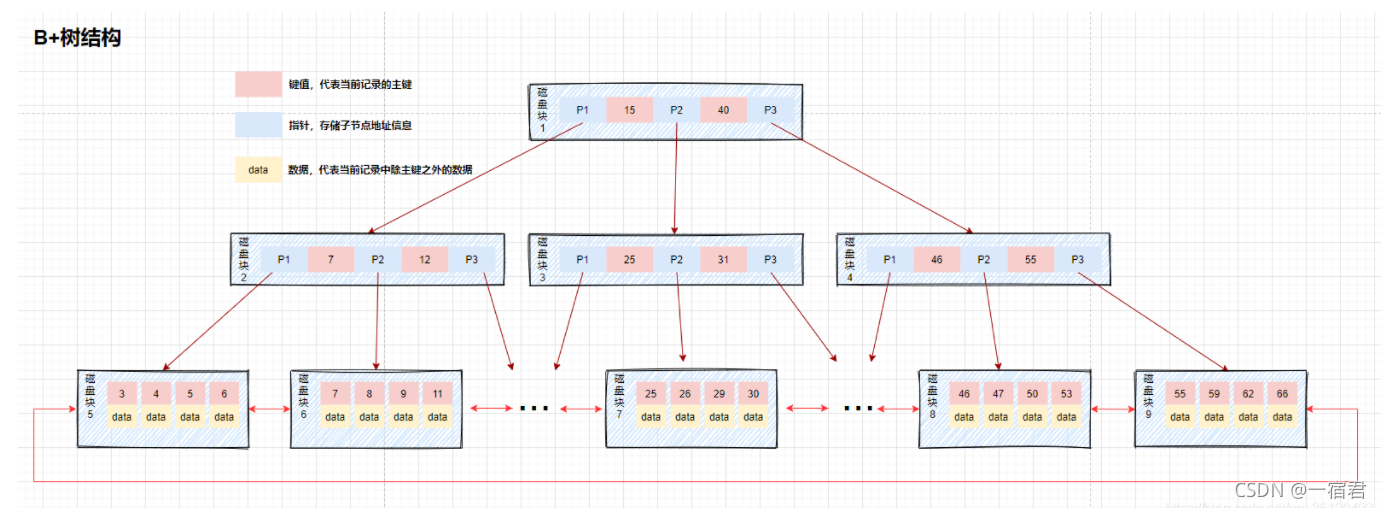 B+树结构
键值，代表当前记录的主键
指针，存储子节点地址信息
data 数据，代表当前记录中除主键之外的数据
磁盘块1 P1 15 P2 40 P3
磁盘块2 P1 7 P2 12 P3
磁盘块3 P1 25 P2 31 P3
磁盘块4 P1 46 P2 55 P3
磁盘块5 3 4 5 6
data data data data
磁盘块6 7 8 9 11
data data data data
...
磁盘块7 25 26 29 30
data data data data
...
磁盘块8 46 47 50 53
data data data data
磁盘块9 55 59 62 66
data data data data
CSDN @一宿君